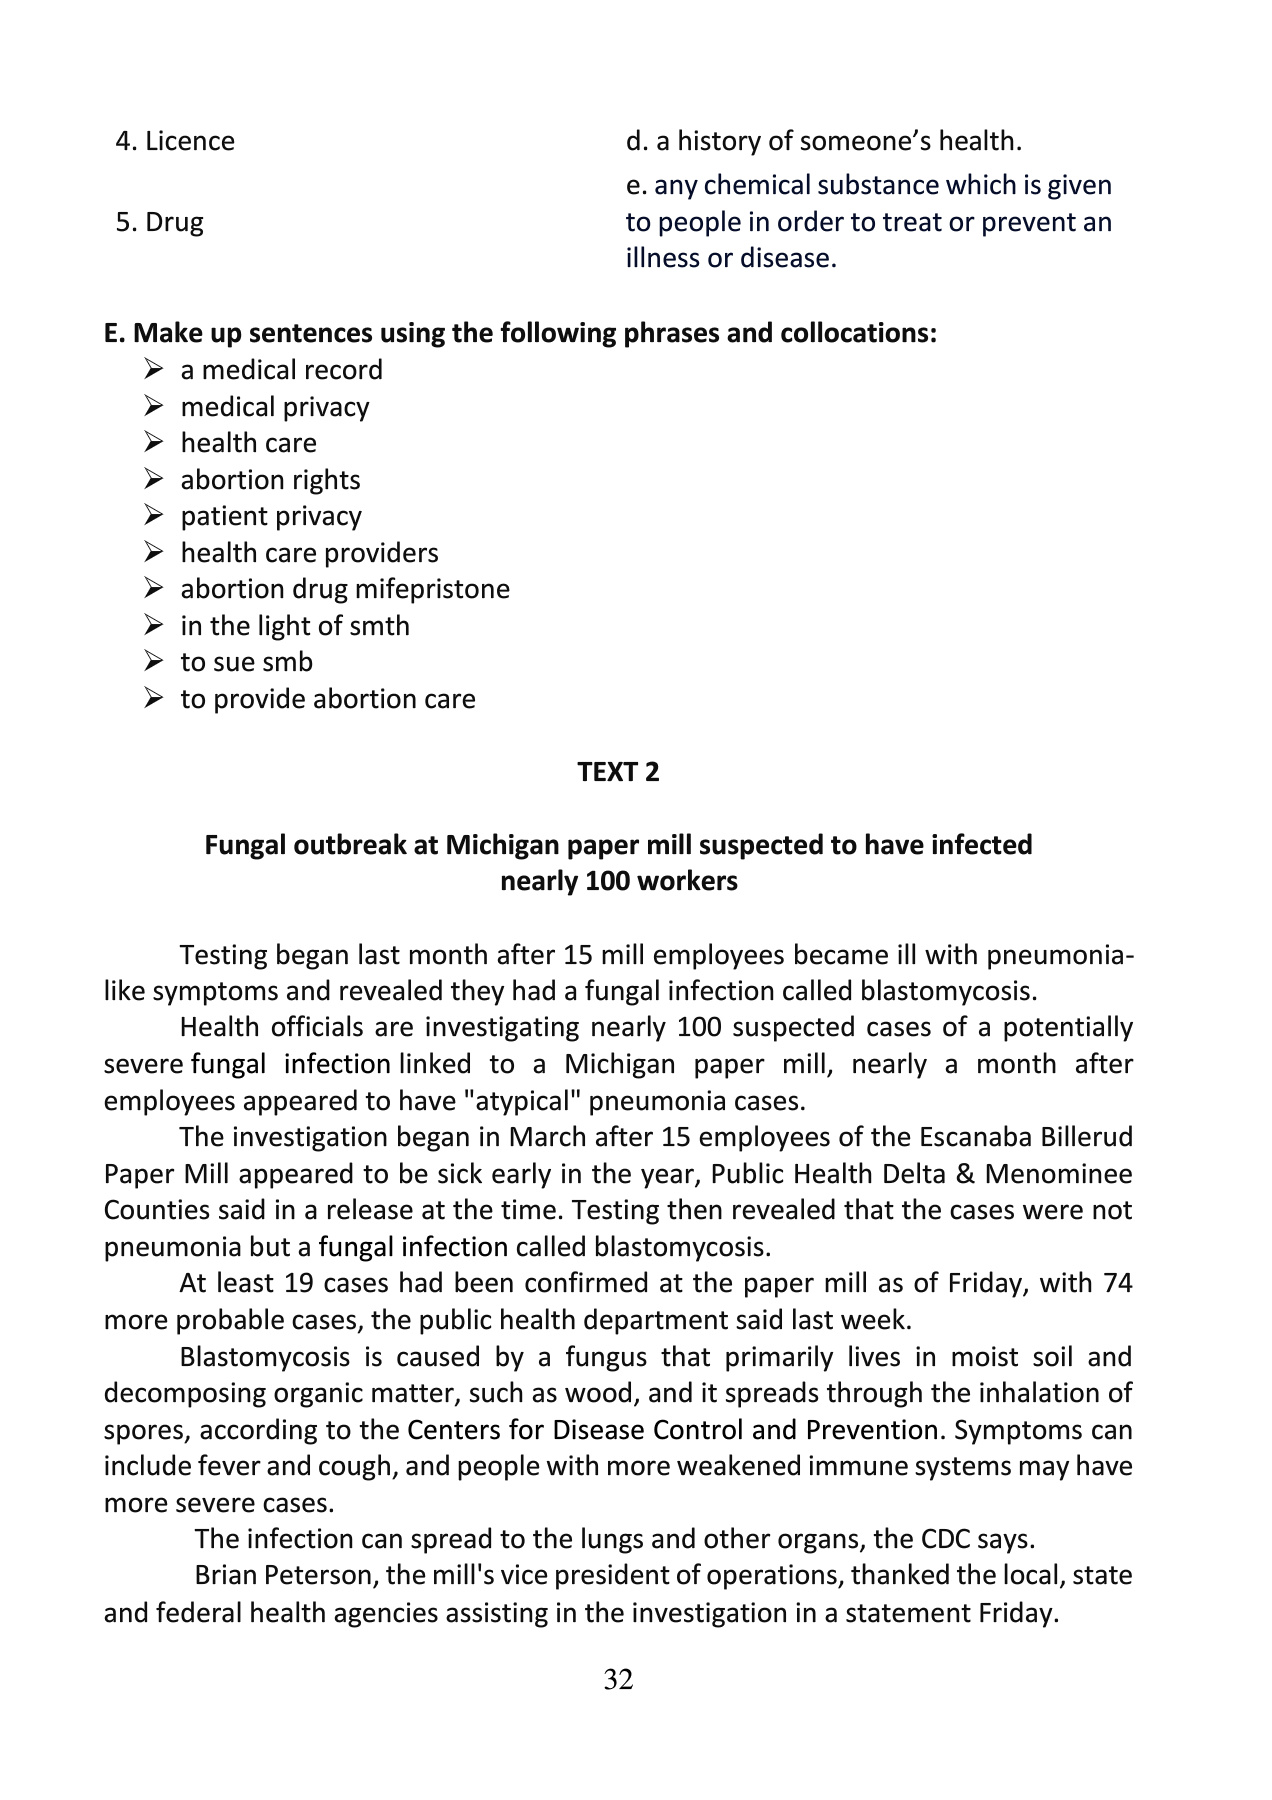 4. Licence
d. a history of someone’s health.
5. Drug
e. any chemical substance which is given
to people in order to treat or prevent an
illness or disease.
E. Make up sentences using the following phrases and collocations:
➢ a medical record
➢ medical privacy
➢ health care
➢ abortion rights
➢ patient privacy
➢ health care providers
➢ abortion drug mifepristone
➢ in the light of smth
➢ to sue smb
➢ to provide abortion care
TEXT 2
Fungal outbreak at Michigan paper mill suspected to have infected
nearly 100 workers
Testing began last month after 15 mill employees became ill with pneumonia-
like symptoms and revealed they had a fungal infection called blastomycosis.
Health officials are investigating nearly 100 suspected cases of a potentially
severe fungal infection linked to a Michigan paper mill, nearly a month after
employees appeared to have "atypical" pneumonia cases.
The investigation began in March after 15 employees of the Escanaba Billerud
Paper Mill appeared to be sick early in the year, Public Health Delta & Menominee
Counties said in a release at the time. Testing then revealed that the cases were not
pneumonia but a fungal infection called blastomycosis.
At least 19 cases had been confirmed at the paper mill as of Friday, with 74
more probable cases, the public health department said last week.
Blastomycosis is caused by a fungus that primarily lives in moist soil and
decomposing organic matter, such as wood, and it spreads through the inhalation of
spores, according to the Centers for Disease Control and Prevention. Symptoms can
include fever and cough, and people with more weakened immune systems may have
more severe cases.
The infection can spread to the lungs and other organs, the CDC says.
Brian Peterson, the mill's vice president of operations, thanked the local, state
and federal health agencies assisting in the investigation in a statement Friday.
32